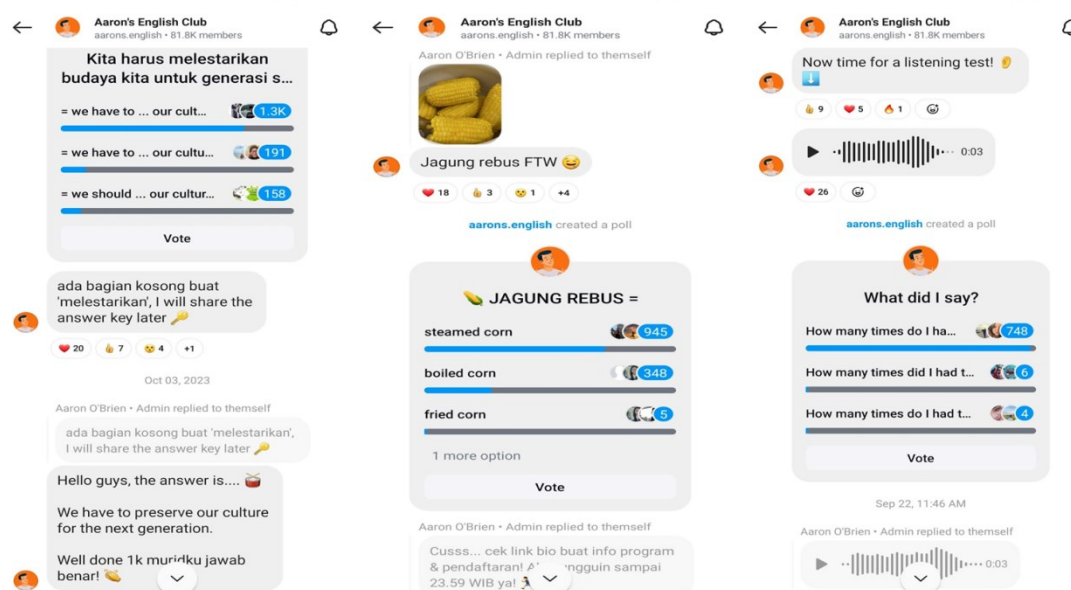 Aaron's English Club
aarons.english • 81.8K members
Kita harus melestarikan
budaya kita untuk generasi s...
= we have to ... our cult...
1.3K
= we have to ... our cultu...
191
= we should ... our cultur...
158
Vote
ada bagian kosong buat
'melestarikan', I will share the
answer key later 🔑
❤️ 20 👍 7 😯 4 +1
Oct 03, 2023
Aaron O'Brien • Admin replied to themself
ada bagian kosong buat 'melestarikan',
I will share the answer key later 🔑
Hello guys, the answer is.... 🥁
We have to preserve our culture
for the next generation.
Well done 1k muridku jawab
benar! 👏
Aaron's English Club
aarons.english • 81.8K members
Aaron O'Brien • Admin replied to themself
Jagung rebus FTW 😂
❤️ 18 👍 3 😯 1 +4
aarons.english created a poll
🌽 JAGUNG REBUS =
steamed corn
945
boiled corn
348
fried corn
5
1 more option
Vote
Aaron O'Brien • Admin replied to themself
Cusss... cek link bio buat info program
& pendaftaran! ngguin sampai
23.59 WIB ya!
Aaron's English Club
aarons.english • 81.8K members
Now time for a listening test! 👂
⬇️
👍 9 ❤️ 5 🔥 1
0:03
❤️ 26
aarons.english created a poll
What did I say?
How many times do I ha...
748
How many times did I had t...
6
How many times do I had t...
4
Vote
Sep 22, 11:46 AM
Aaron O'Brien • Admin replied to themself
0:03